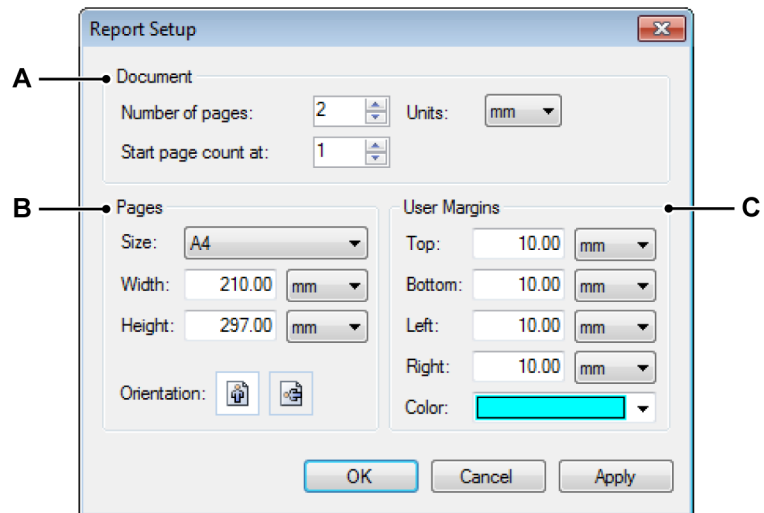 Report Setup
A
Document
Number of pages: 2 Units: mm
Start page count at: 1
B
Pages
Size: A4
Width: 210.00 mm
Height: 297.00 mm
Orientation:
User Margins
C
Top: 10.00 mm
Bottom: 10.00 mm
Left: 10.00 mm
Right: 10.00 mm
Color:
OK Cancel Apply